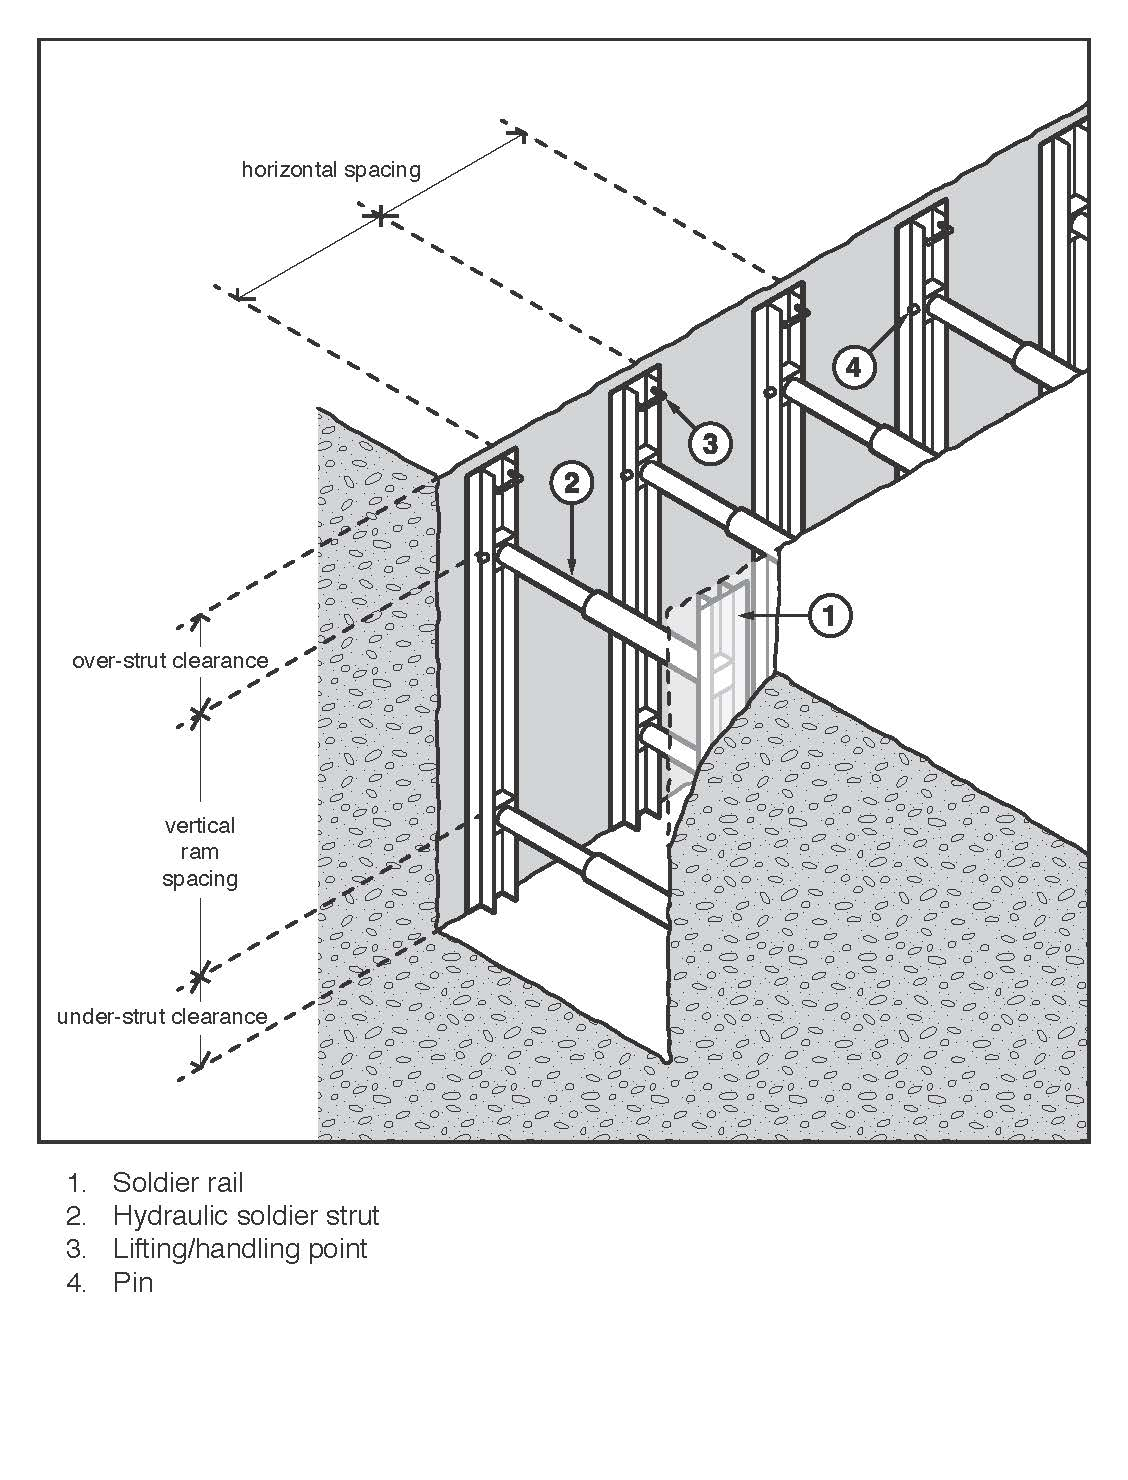 horizontal spacing
4
3
2
1
over-strut clearance
vertical
ram
spacing
under-strut clearance
1. Soldier rail
2. Hydraulic soldier strut
3. Lifting/handling point
4. Pin